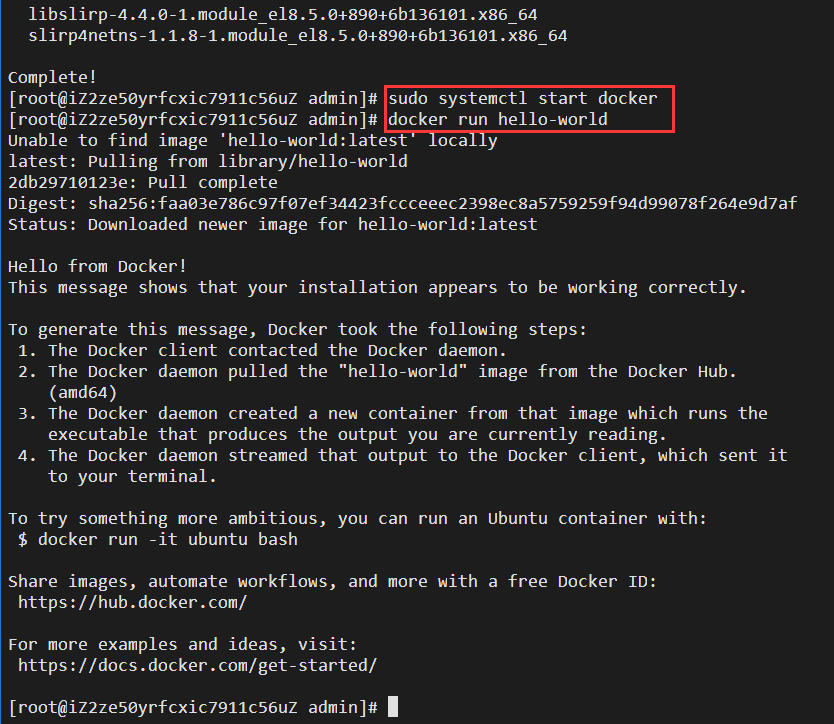 libslirp-4.4.0-1.module_el8.5.0+890+6b136101.x86_64
slirp4netns-1.1.8-1.module_el8.5.0+890+6b136101.x86_64
Complete!
[root@iZ2ze50yrfcxic7911c56uZ admin]# sudo systemctl start docker
[root@iZ2ze50yrfcxic7911c56uZ admin]# docker run hello-world
Unable to find image 'hello-world:latest' locally
latest: Pulling from library/hello-world
2db29710123e: Pull complete
Digest: sha256:faa03e786c97f07ef34423fccceeec2398ec8a5759259f94d99078f264e9d7af
Status: Downloaded newer image for hello-world:latest
Hello from Docker!
This message shows that your installation appears to be working correctly.
To generate this message, Docker took the following steps:
1. The Docker client contacted the Docker daemon.
2. The Docker daemon pulled the "hello-world" image from the Docker Hub.
(amd64)
3. The Docker daemon created a new container from that image which runs the
executable that produces the output you are currently reading.
4. The Docker daemon streamed that output to the Docker client, which sent it
to your terminal.
To try something more ambitious, you can run an Ubuntu container with:
$ docker run -it ubuntu bash
Share images, automate workflows, and more with a free Docker ID:
https://hub.docker.com/
For more examples and ideas, visit:
https://docs.docker.com/get-started/
[root@iZ2ze50yrfcxic7911c56uZ admin]#